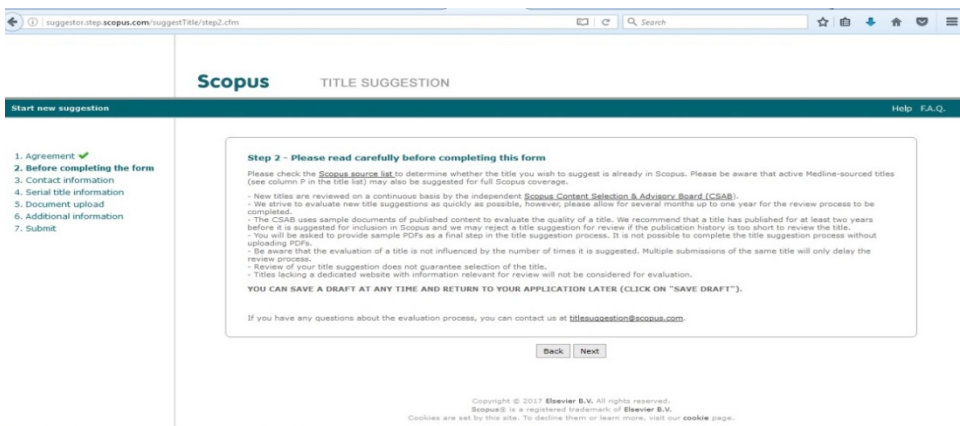 suggestor.step.scopus.com/suggestTitle/step2.cfm
Search
Scopus TITLE SUGGESTION
Start new suggestion
Help F.A.Q.
1. Agreement
2. Before completing the form
3. Contact information
4. Serial title information
5. Document upload
6. Additional information
7. Submit
Step 2 - Please read carefully before completing this form
Please check the Scopus source list to determine whether the title you wish to suggest is already in Scopus. Please be aware that active Medline-sourced titles
(see column P in the title list) may also be suggested for full Scopus coverage.
- New titles are reviewed on a continuous basis by the independent Scopus Content Selection & Advisory Board (CSAB).
- We strive to evaluate new title suggestions as quickly as possible, however, please allow for several months up to one year for the review process to be
completed.
- The CSAB uses sample documents of published content to evaluate the quality of a title. We recommend that a title has published for at least two years
before it is suggested for inclusion in Scopus and we may reject a title suggestion for review if the publication history is too short to review the title.
- You will be asked to provide sample PDFs as a final step in the title suggestion process. It is not possible to complete the title suggestion process without
uploading PDFs.
- Be aware that the evaluation of a title is not influenced by the number of times it is suggested. Multiple submissions of the same title will only delay the
review process.
- Review of your title suggestion does not guarantee selection of the title.
- Titles lacking a dedicated website with information relevant for review will not be considered for evaluation.
YOU CAN SAVE A DRAFT AT ANY TIME AND RETURN TO YOUR APPLICATION LATER (CLICK ON "SAVE DRAFT").
If you have any questions about the evaluation process, you can contact us at titlesuggestion@scopus.com.
Back Next
Copyright © 2017 Elsevier B.V. All rights reserved.
Scopus® is a registered trademark of Elsevier B.V.
Cookies are set by this site. To decline them or learn more, visit our cookie page.